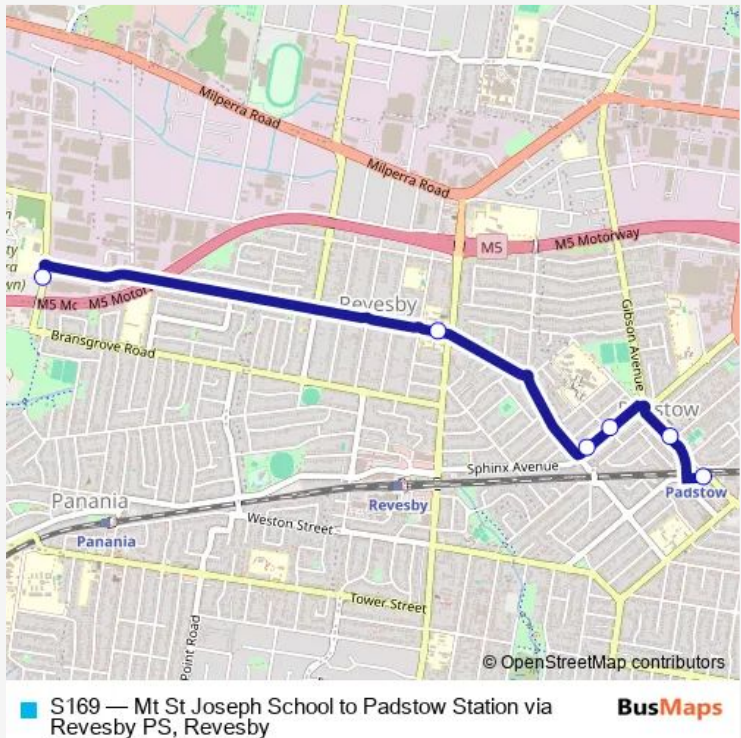 Milperra Road
Milperra Road
M5
M5 Motorway
ity
n)
M5 Mo
M5 Motor
Revesby
Gibson Avenue
Bransgrove Road
Sphinx Avenue
Padstow
Revesby
Panania
Panania
Weston Street
Tower Street
Point Road
© OpenStreetMap contributors
S169 — Mt St Joseph School to Padstow Station via
Revesby PS, Revesby
BusMaps